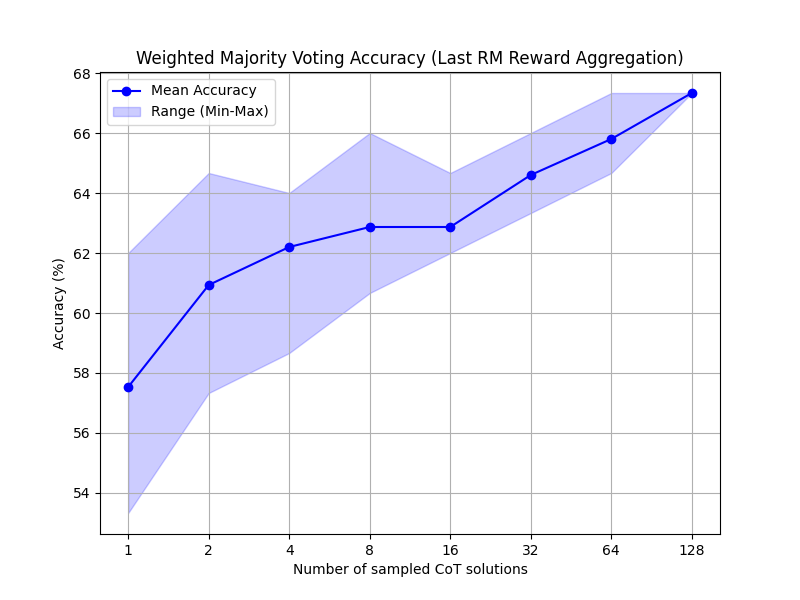 Weighted Majority Voting Accuracy (Last RM Reward Aggregation)
Mean Accuracy
Range (Min-Max)
68
66
64
62
60
58
56
54
Accuracy (%)
1 2 4 8 16 32 64 128
Number of sampled CoT solutions